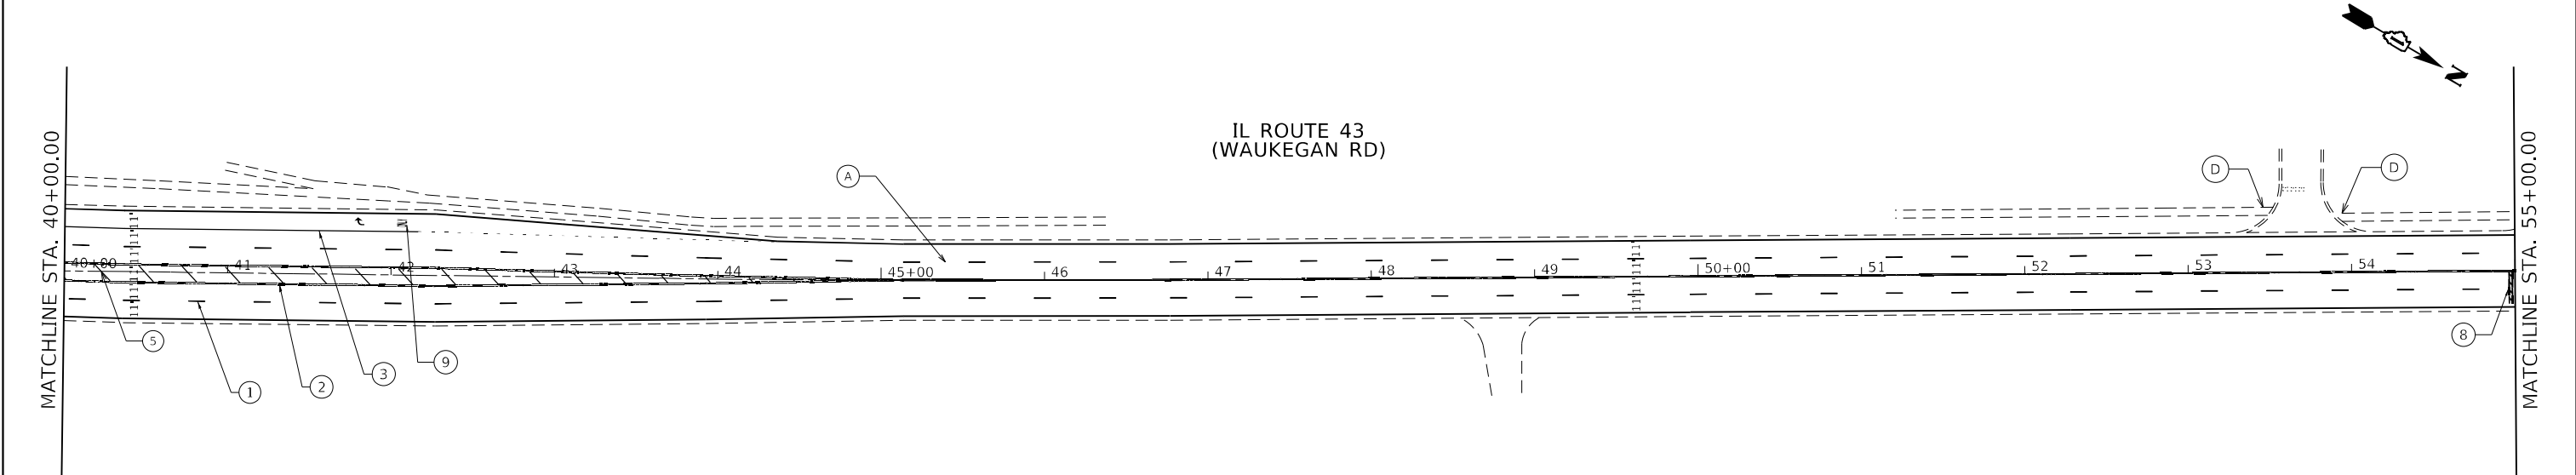 N
IL ROUTE 43
(WAUKEGAN RD)
MATCHLINE STA. 40+00.00
MATCHLINE STA. 55+00.00
A
D
D
40+00
41
42
43
44
45+00
46
47
48
49
50+00
51
52
53
54
5
1
2
3
9
8